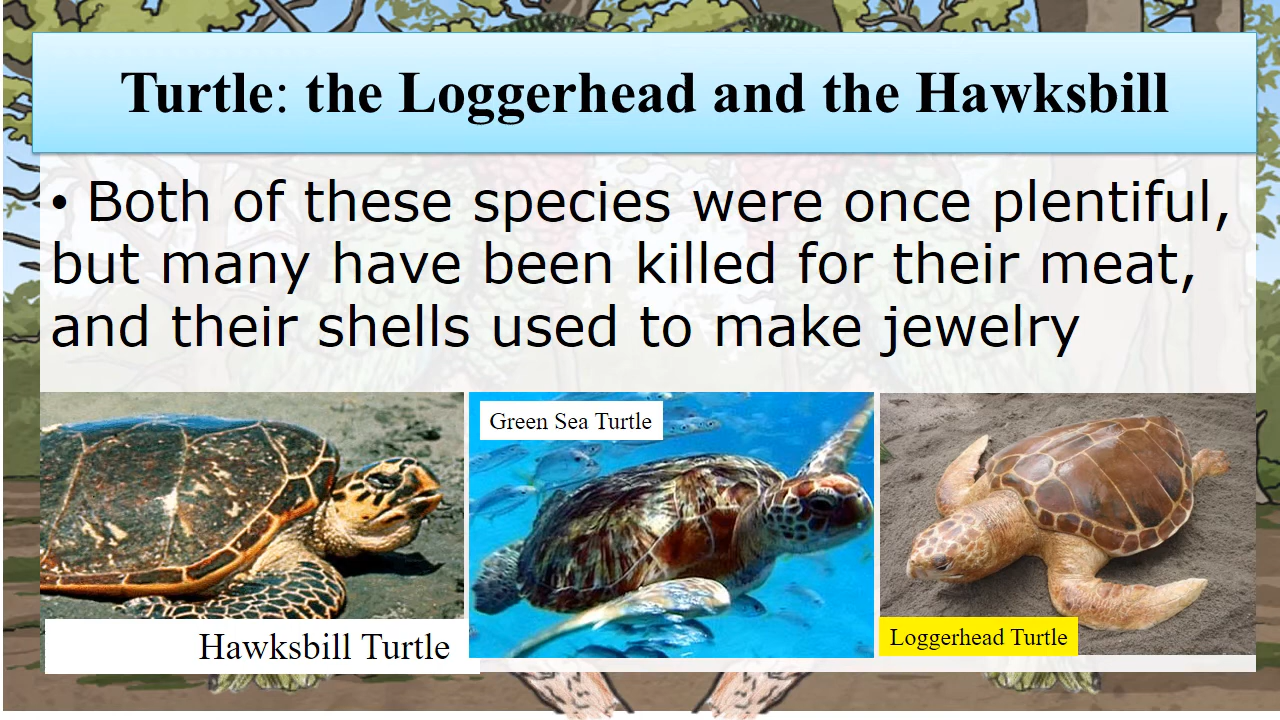 Turtle: the Loggerhead and the Hawksbill
• Both of these species were once plentiful,
but many have been killed for their meat,
and their shells used to make jewelry
Green Sea Turtle
Hawksbill Turtle
Loggerhead Turtle